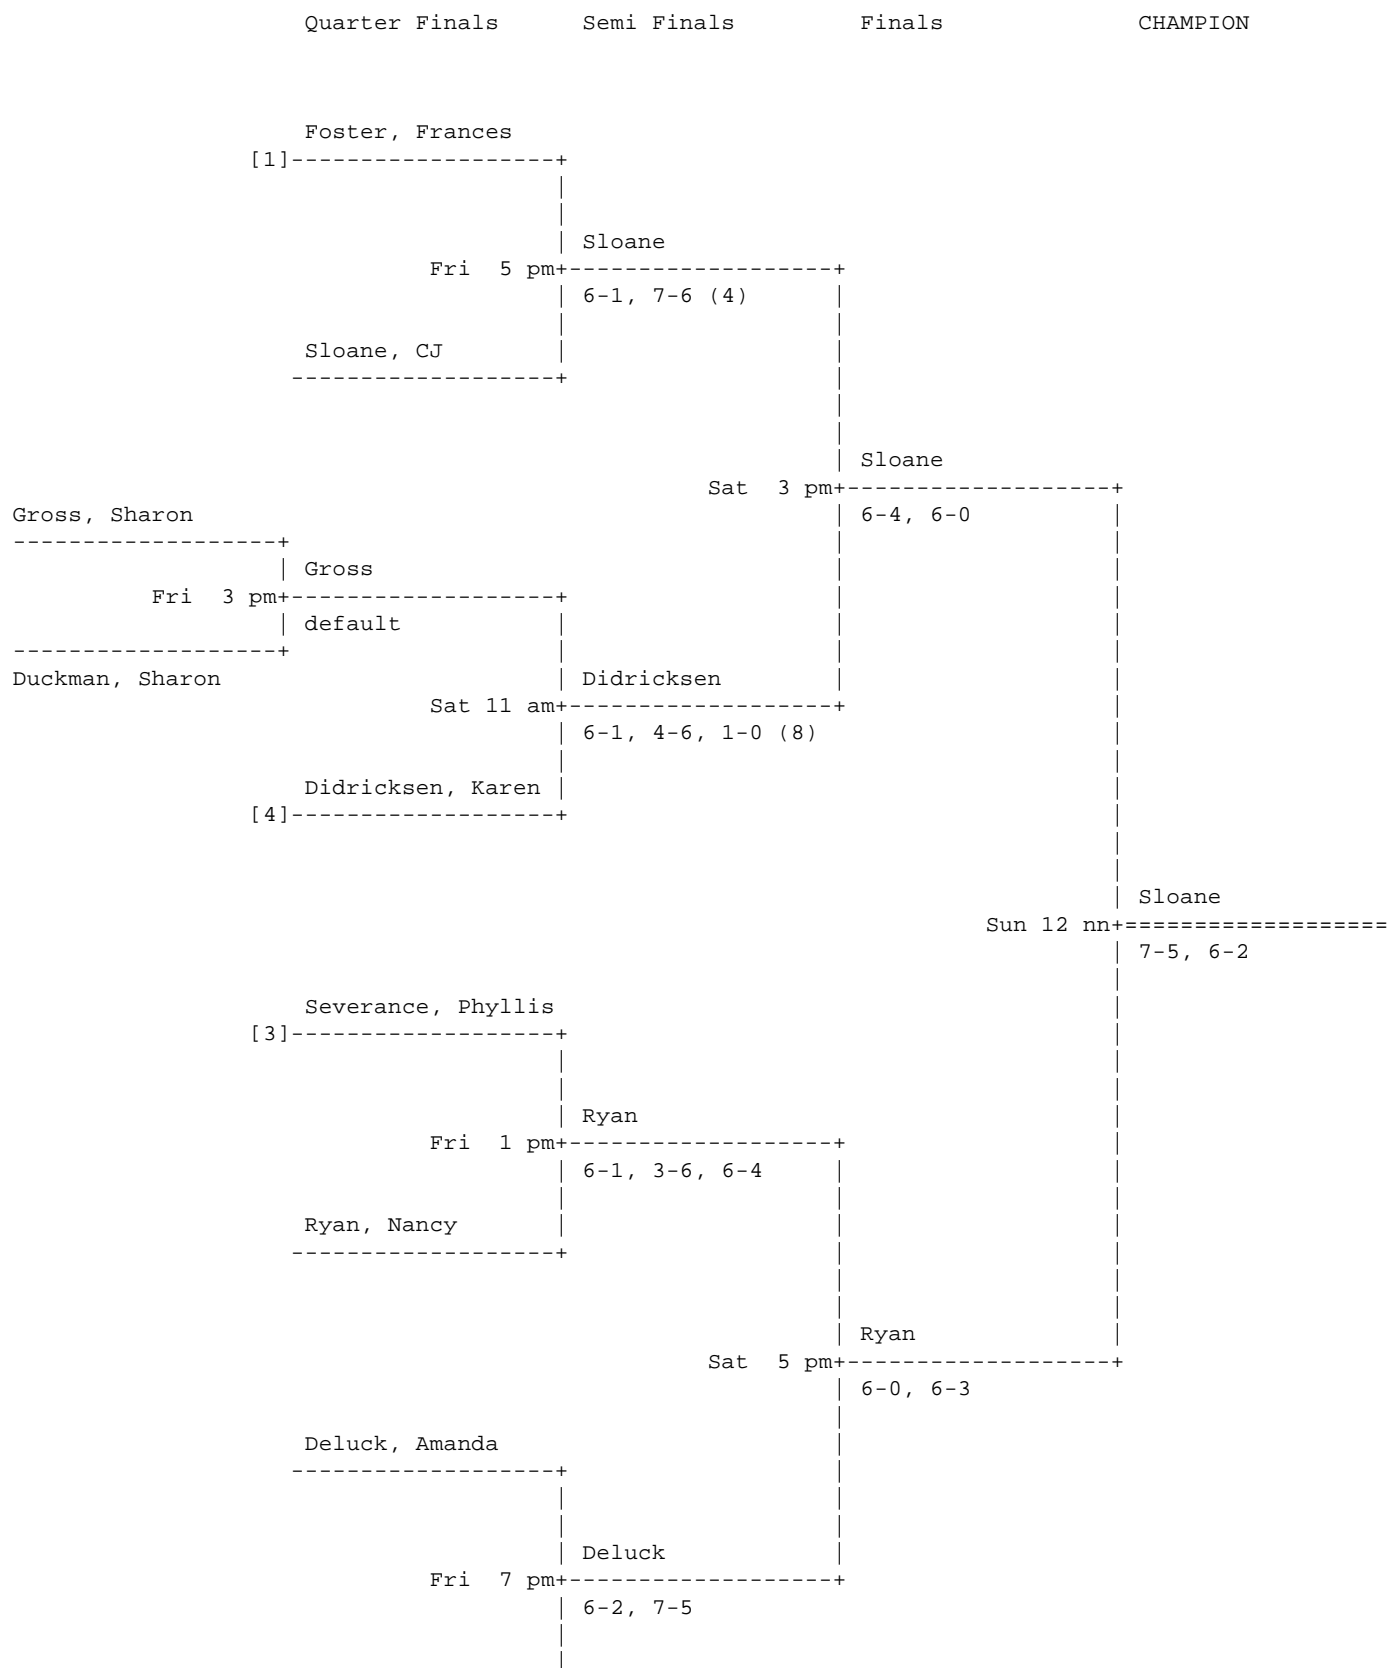 Quarter Finals Semi Finals Finals CHAMPION
Foster, Frances
[1]
Sloane
Fri 5 pm
6-1, 7-6 (4)
Sloane, CJ
Sloane
Sat 3 pm
Gross, Sharon 6-4, 6-0
Gross
Fri 3 pm
default
Duckman, Sharon Didricksen
Sat 11 am
6-1, 4-6, 1-0 (8)
Didricksen, Karen
[4]
Sloane
Sun 12 nn
7-5, 6-2
Severance, Phyllis
[3]
Ryan
Fri 1 pm
6-1, 3-6, 6-4
Ryan, Nancy
Ryan
Sat 5 pm
6-0, 6-3
Deluck, Amanda
Deluck
Fri 7 pm
6-2, 7-5